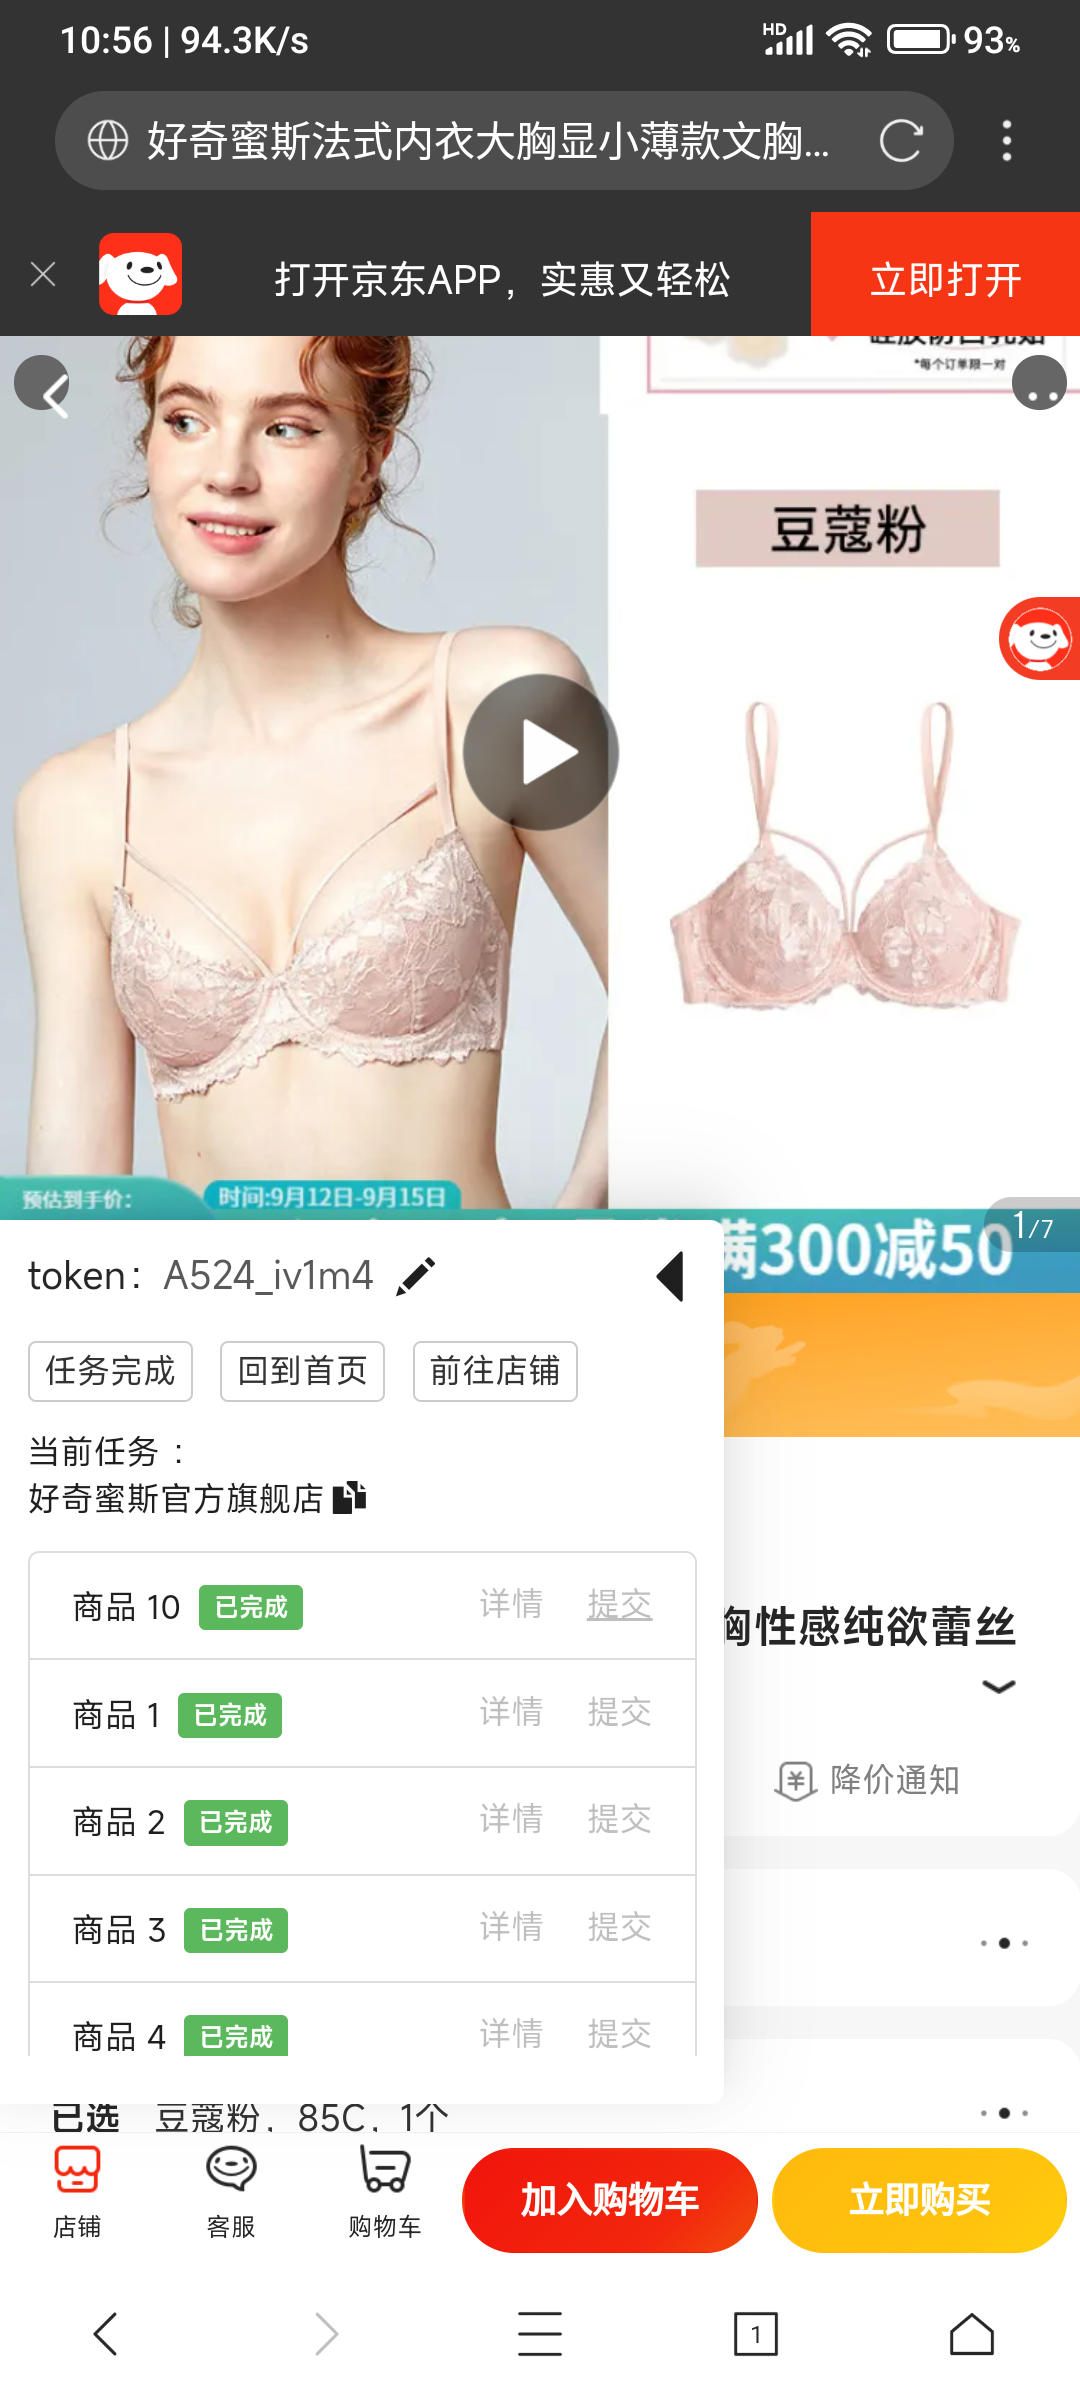 10:56 | 94.3K/s
HD
93%
好奇蜜斯法式内衣大胸显小薄款文胸...
打开京东APP，实惠又轻松
立即打开
*每个订单限一对
豆蔻粉
预估到手价:
时间:9月12日-9月15日
满300减50
1/7
token： A524_iv1m4
任务完成
回到首页
前往店铺
当前任务 ：
好奇蜜斯官方旗舰店
商品 10 已完成 详情 提交
胸性感纯欲蕾丝
商品 1 已完成 详情 提交
降价通知
商品 2 已完成 详情 提交
商品 3 已完成 详情 提交
商品 4 已完成 详情 提交
已选 豆蔻粉，85C，1个
店铺
客服
购物车
加入购物车
立即购买
1